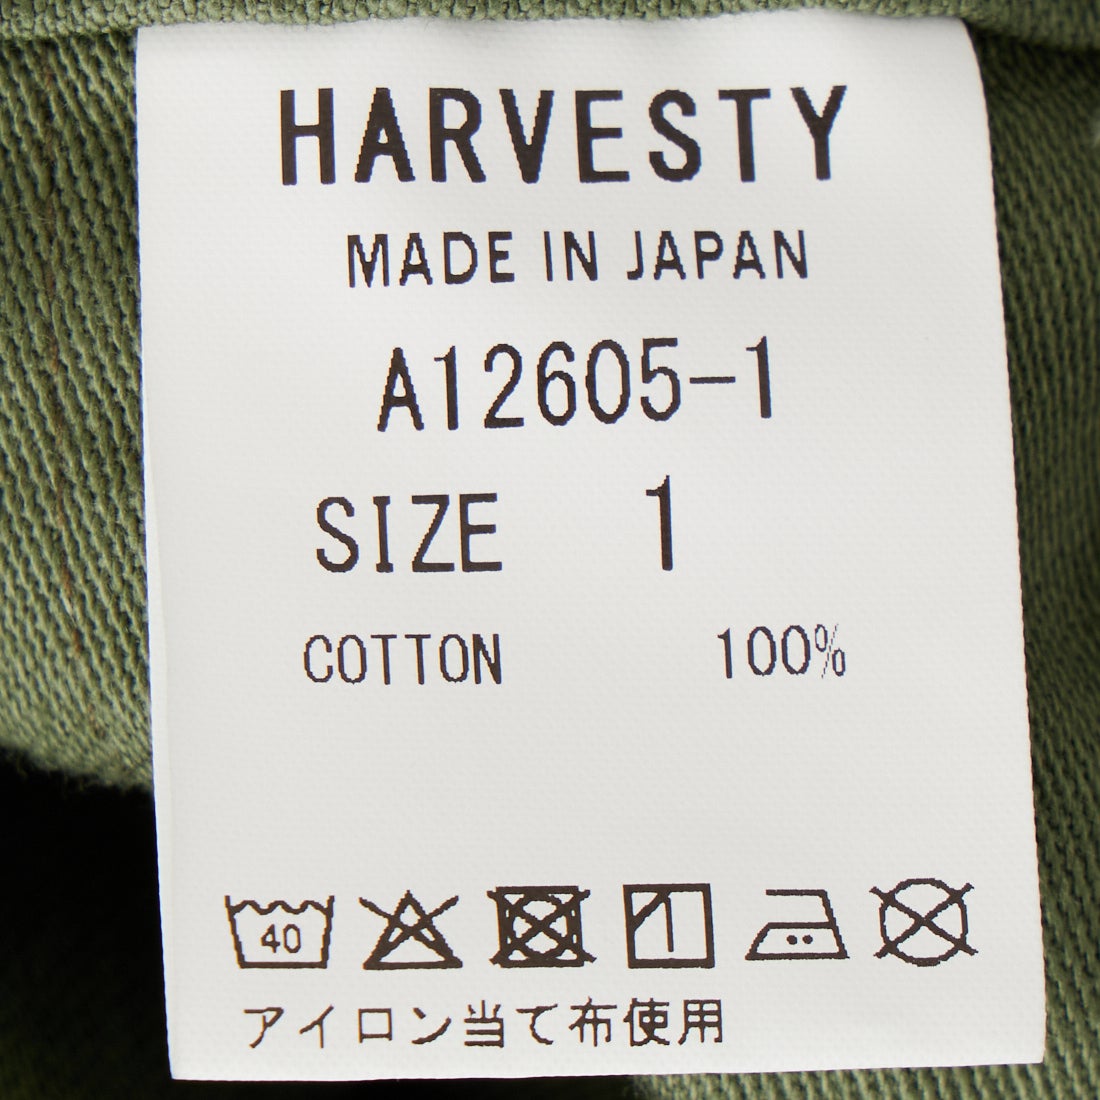 HARVESTY
MADE IN JAPAN
A12605-1
SIZE 1
COTTON 100%
40
アイロン当て布使用